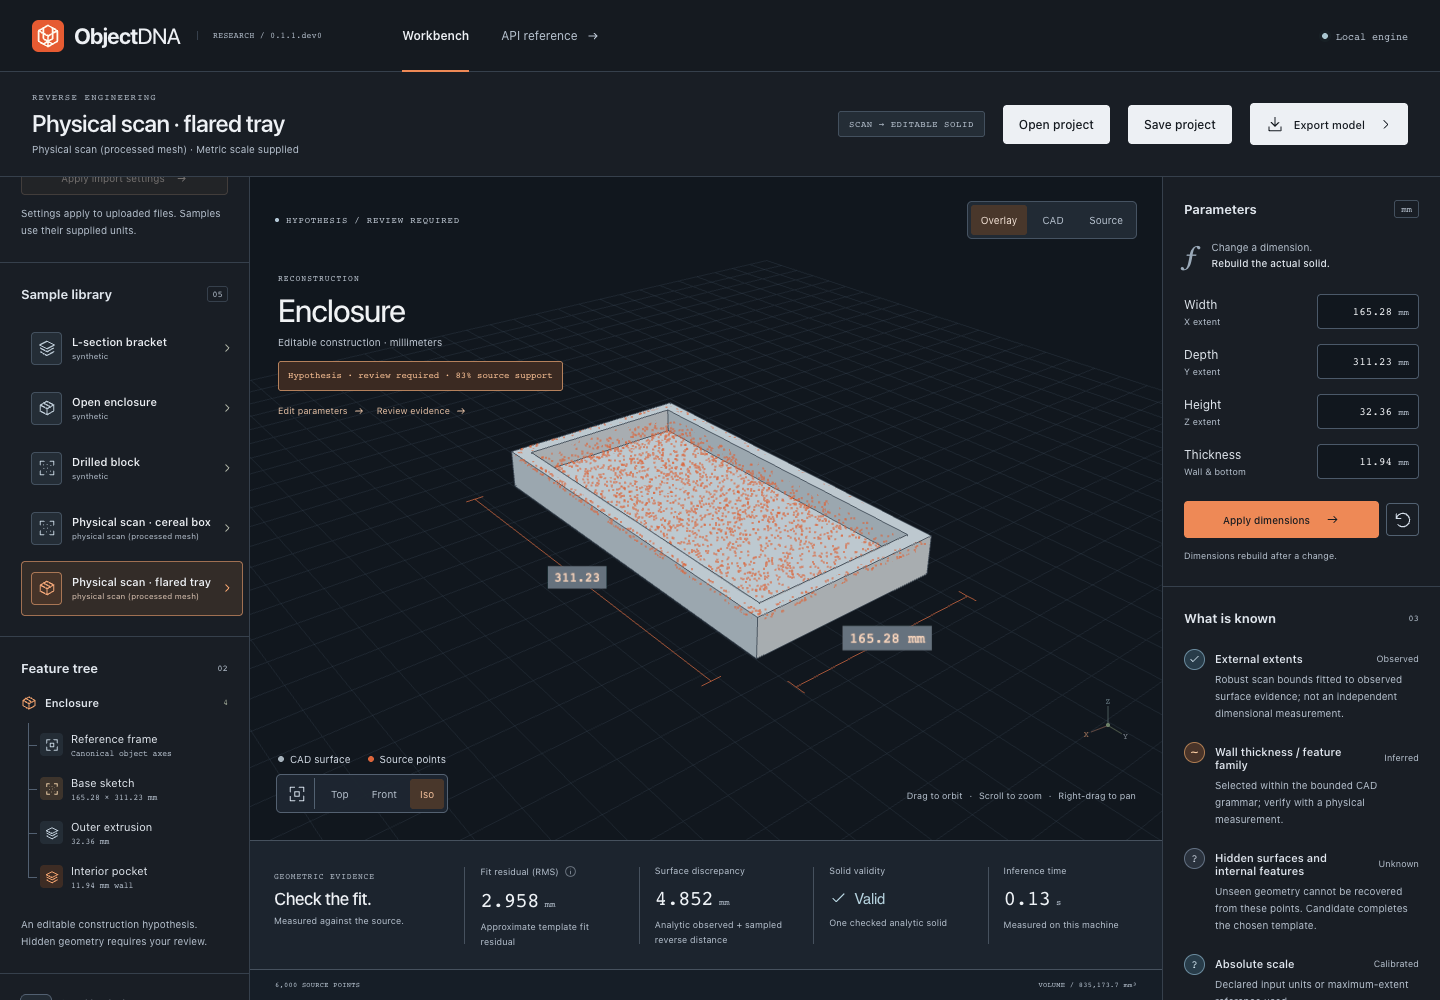 ObjectDNA
RESEARCH / 0.1.1.dev0
Workbench
API reference →
Local engine
REVERSE ENGINEERING
Physical scan · flared tray
Physical scan (processed mesh) · Metric scale supplied
SCAN → EDITABLE SOLID
Open project
Save project
Export model
Apply import settings →
Settings apply to uploaded files. Samples
use their supplied units.
Sample library
05
L-section bracket
synthetic
Open enclosure
synthetic
Drilled block
synthetic
Physical scan · cereal box
physical scan (processed mesh)
Physical scan · flared tray
physical scan (processed mesh)
Feature tree
02
Enclosure
4
Reference frame
Canonical object axes
Base sketch
165.28 × 311.23 mm
Outer extrusion
32.36 mm
Interior pocket
11.94 mm wall
An editable construction hypothesis.
Hidden geometry requires your review.
HYPOTHESIS / REVIEW REQUIRED
Overlay
CAD
Source
RECONSTRUCTION
Enclosure
Editable construction · millimeters
Hypothesis · review required · 83% source support
Edit parameters →
Review evidence →
311.23
165.28 mm
Z
X
Y
CAD surface
Source points
Top
Front
Iso
Drag to orbit · Scroll to zoom · Right-drag to pan
GEOMETRIC EVIDENCE
Check the fit.
Measured against the source.
Fit residual (RMS)
2.958 mm
Approximate template fit
residual
Surface discrepancy
4.852 mm
Analytic observed + sampled
reverse distance
Solid validity
Valid
One checked analytic solid
Inference time
0.13 s
Measured on this machine
6,000 SOURCE POINTS
VOLUME / 835,173.7 mm³
Parameters
mm
f
Change a dimension.
Rebuild the actual solid.
Width
X extent
165.28 mm
Depth
Y extent
311.23 mm
Height
Z extent
32.36 mm
Thickness
Wall & bottom
11.94 mm
Apply dimensions →
Dimensions rebuild after a change.
What is known
03
External extents
Observed
Robust scan bounds fitted to observed
surface evidence; not an independent
dimensional measurement.
~
Wall thickness / feature
family
Inferred
Selected within the bounded CAD
grammar; verify with a physical
measurement.
?
Hidden surfaces and
internal features
Unknown
Unseen geometry cannot be recovered
from these points. Candidate completes
the chosen template.
?
Absolute scale
Calibrated
Declared input units or maximum-extent